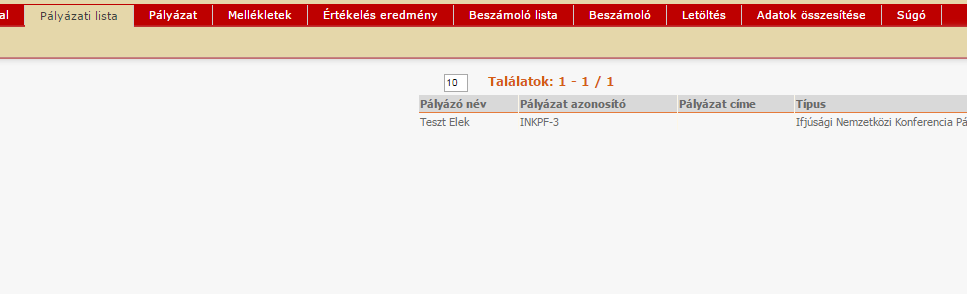 al Pályázati lista Pályázat Mellékletek Értékelés eredmény Beszámoló lista Beszámoló Letöltés Adatok összesítése Súgó
10 Találatok: 1 - 1 / 1
Pályázó név Pályázat azonosító Pályázat címe Típus
Teszt Elek INKPF-3 Ifjúsági Nemzetközi Konferencia Pá